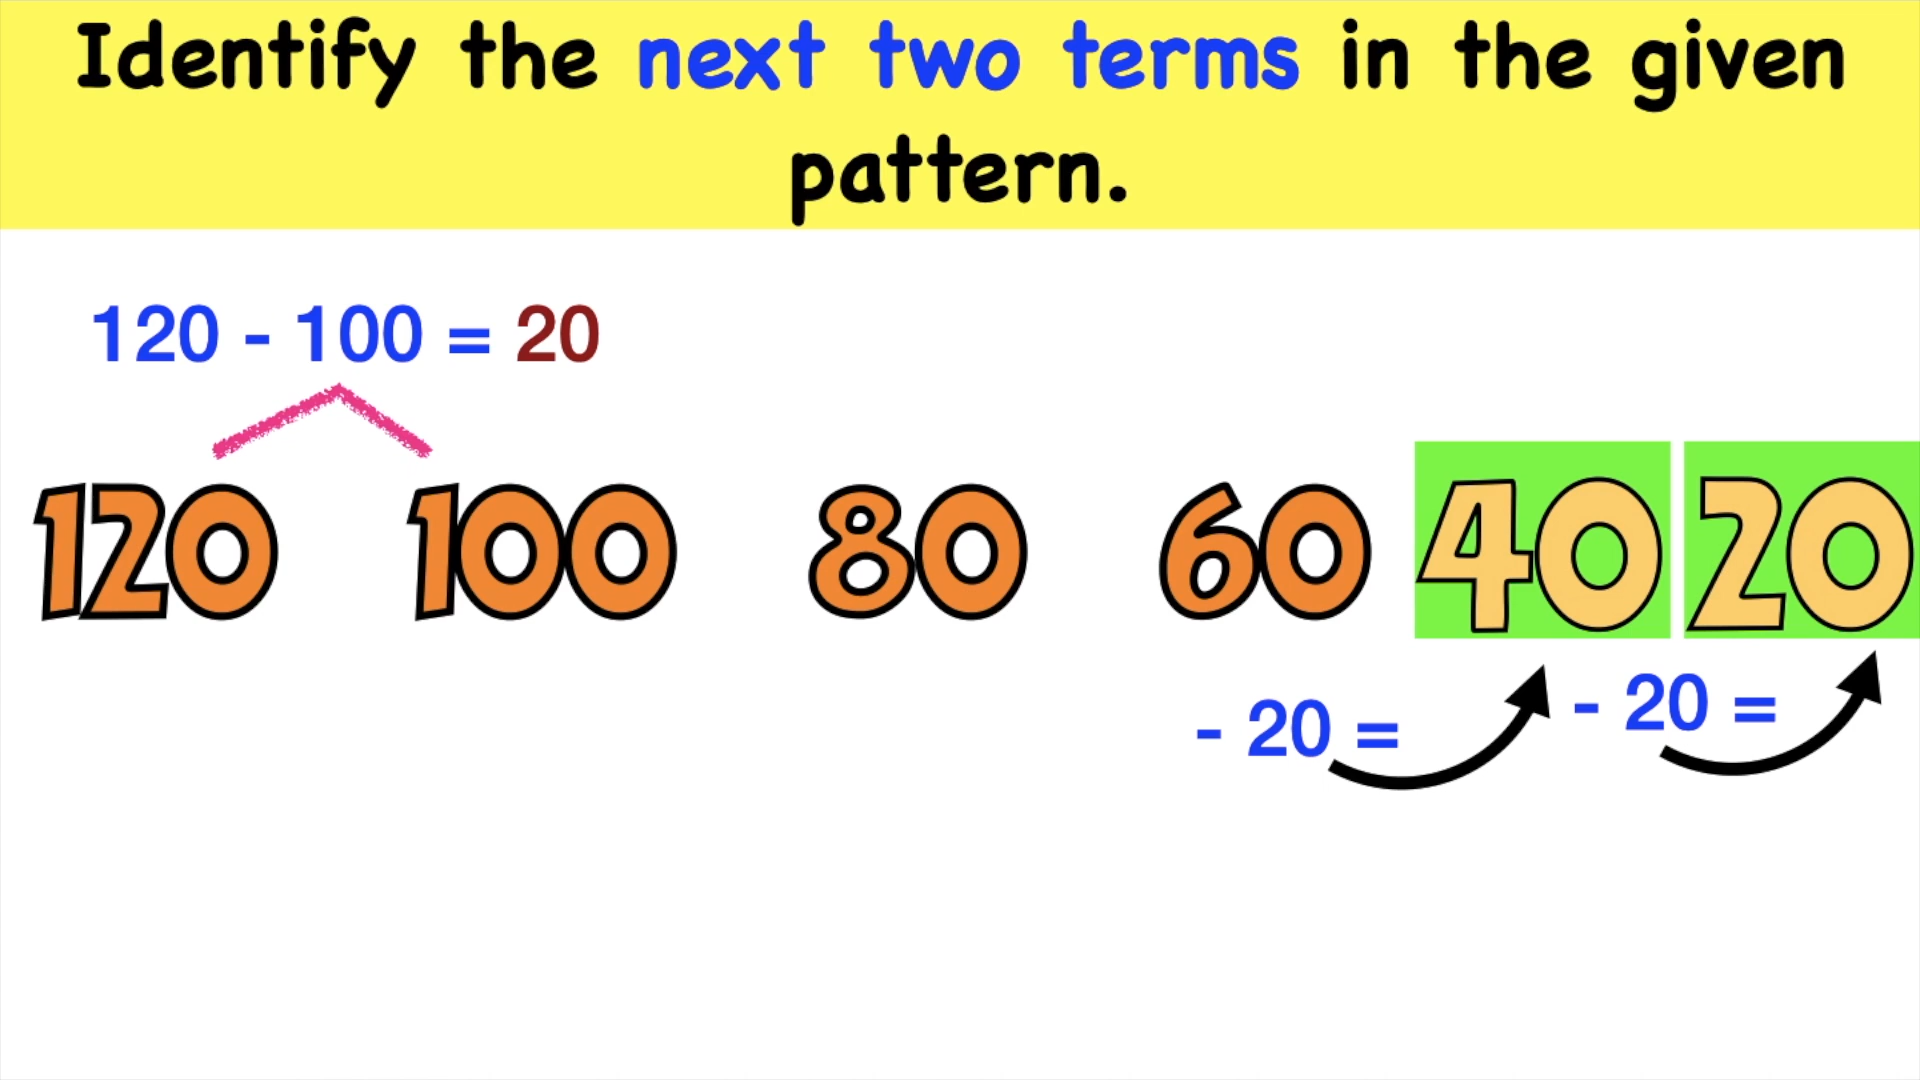 Identify the next two terms in the given
pattern.
120 - 100 = 20
120 100 80 60 40 20
- 20 = - 20 =